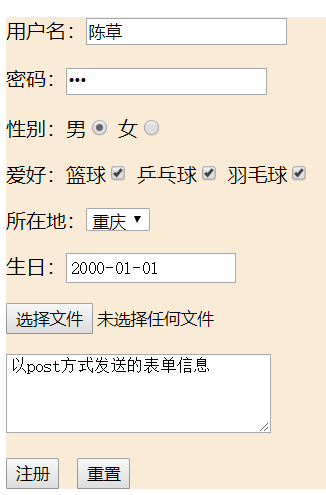 用户名：陈草
密码：•••
性别：男 女
爱好：篮球 乒乓球 羽毛球
所在地：重庆
生日：2000-01-01
选择文件 未选择任何文件
以post方式发送的表单信息
注册 重置